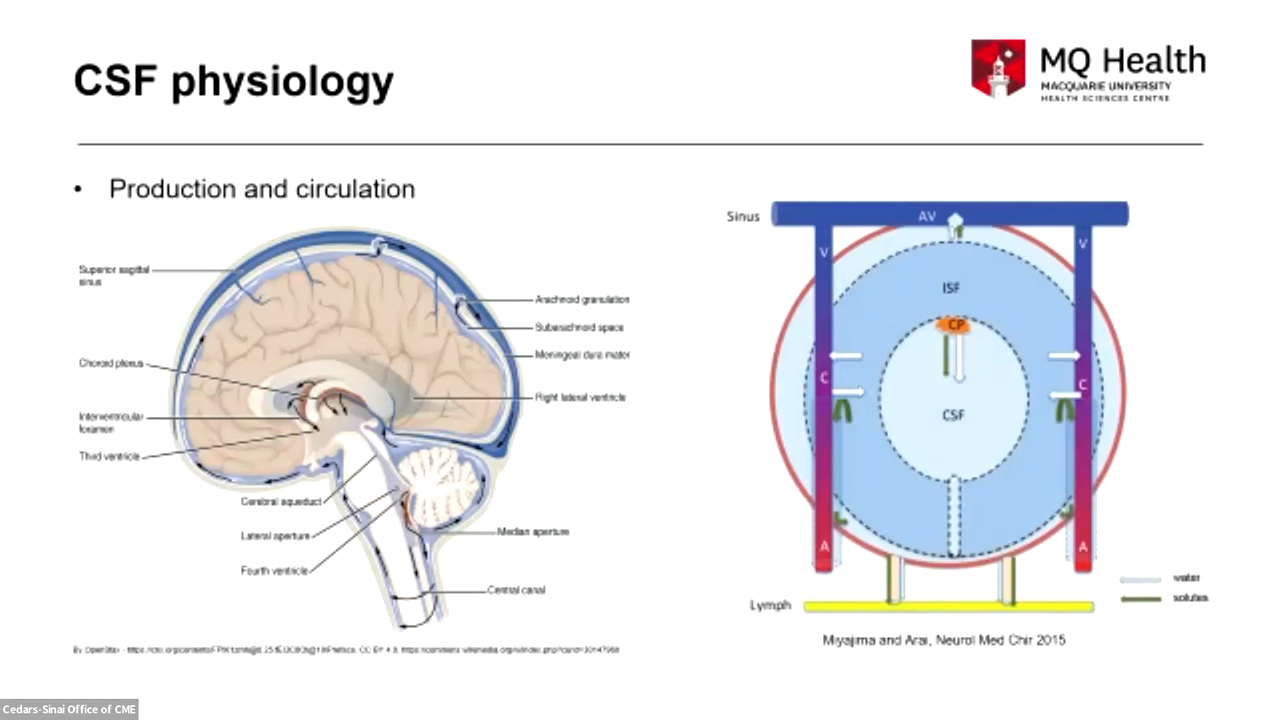 CSF physiology
MQ Health
MACQUARIE UNIVERSITY
HEALTH SCIENCES CENTRE
• Production and circulation
Superior sagittal
sinus
Choroid plexus
Interventricular
foramen
Third ventricle
Cerebral aqueduct
Lateral aperture
Fourth ventricle
Arachnoid granulation
Subarachnoid space
Meningeal dura mater
Right lateral ventricle
Median aperture
Central canal
Sinus
AV
V
V
ISF
CP
C
C
CSF
A
A
Lymph
water
solutes
Miyajima and Arai, Neurol Med Chir 2015
Cedars-Sinai Office of CME